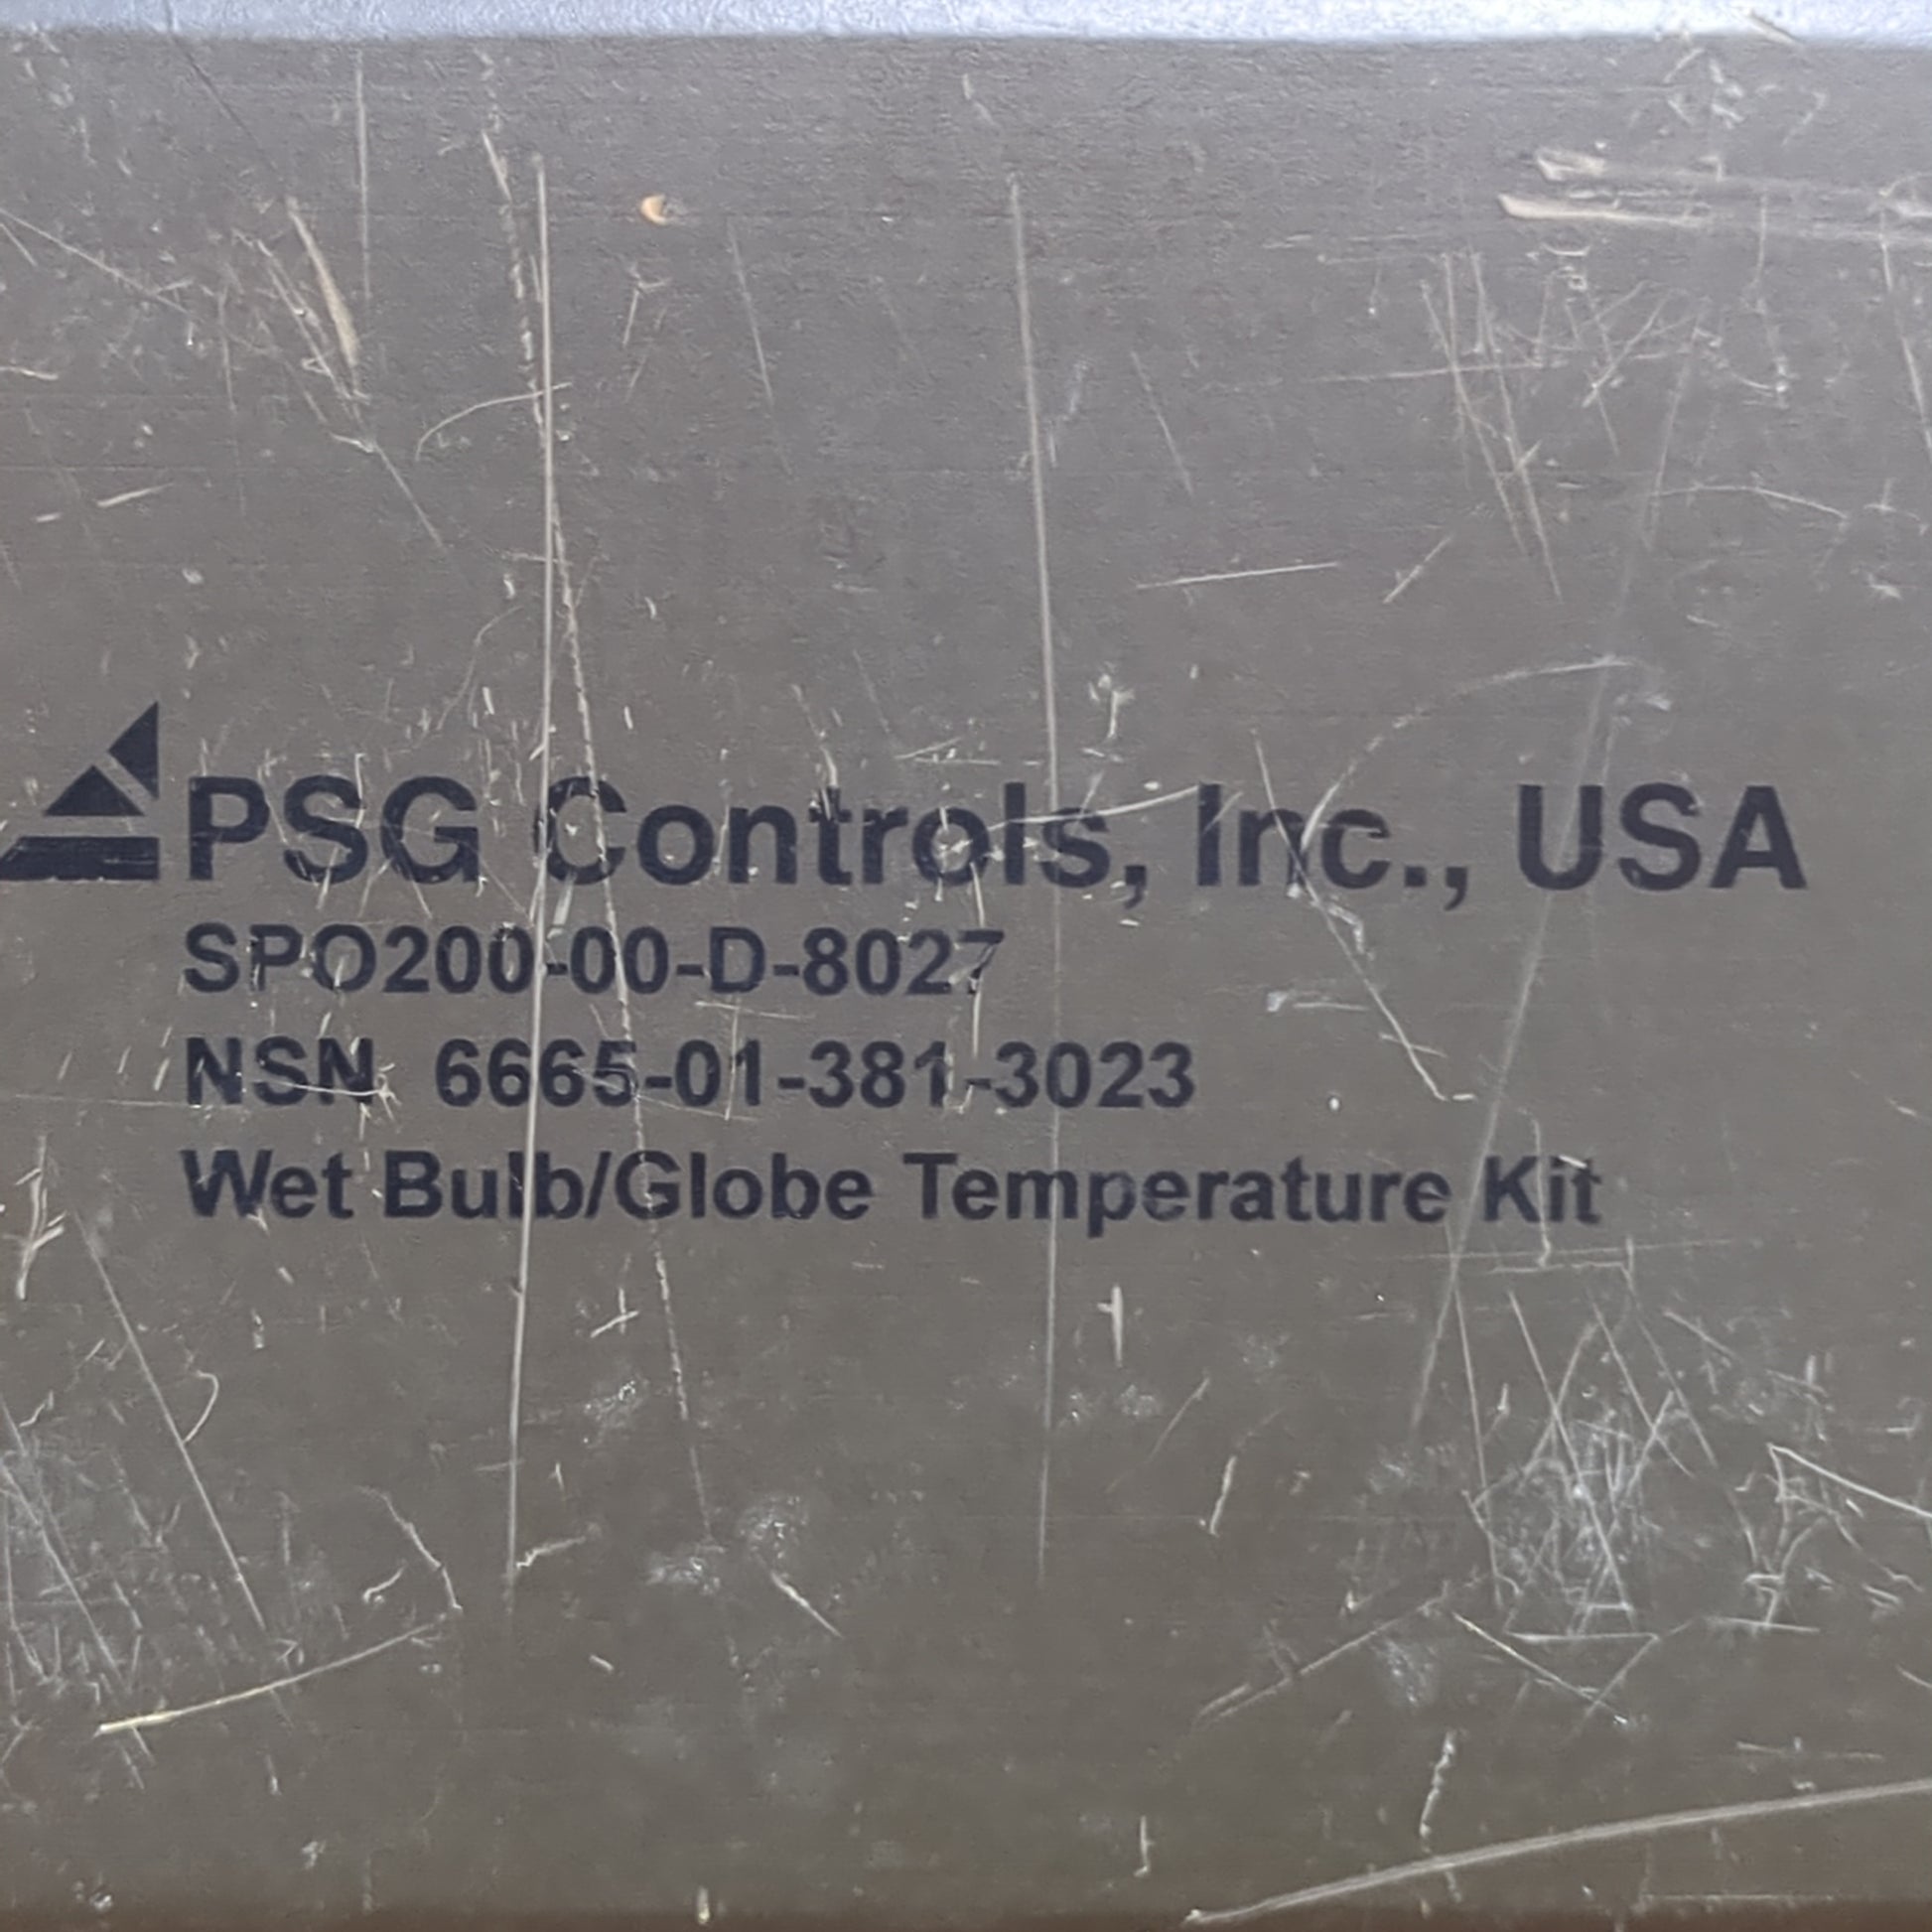 PSG Controls, Inc., USA
SPO200-00-D-8027
NSN 6665-01-381-3023
Wet Bulb/Globe Temperature Kit